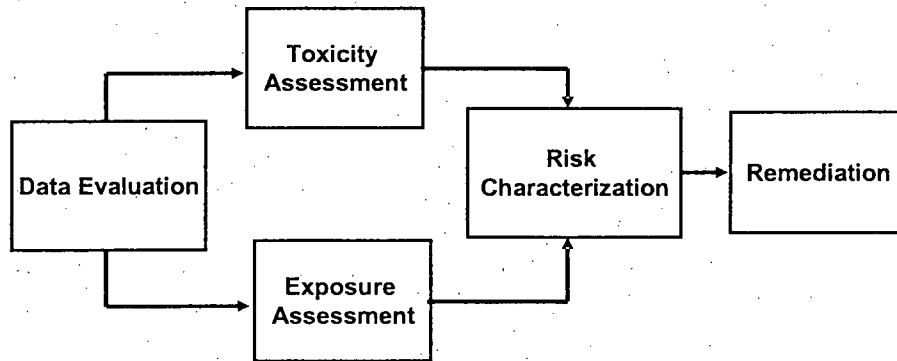 Toxicity
Assessment
Data Evaluation
Risk
Characterization
Remediation
Exposure
Assessment